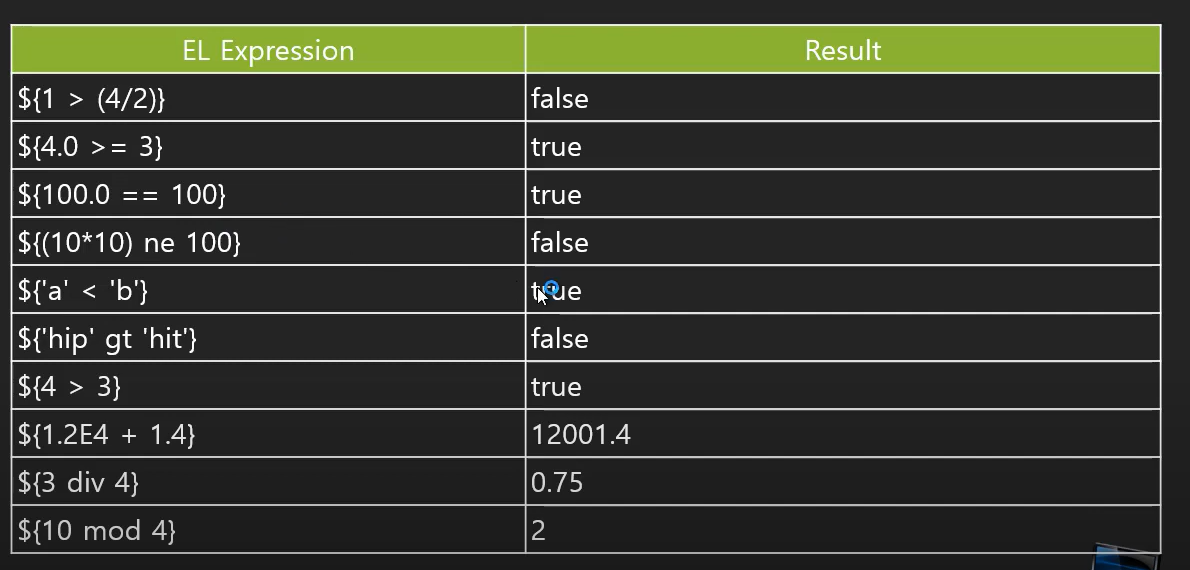 EL Expression Result
${1 > (4/2)} false
${4.0 >= 3} true
${100.0 == 100} true
${(10*10) ne 100} false
${'a' < 'b'} true
${'hip' gt 'hit'} false
${4 > 3} true
${1.2E4 + 1.4} 12001.4
${3 div 4} 0.75
${10 mod 4} 2